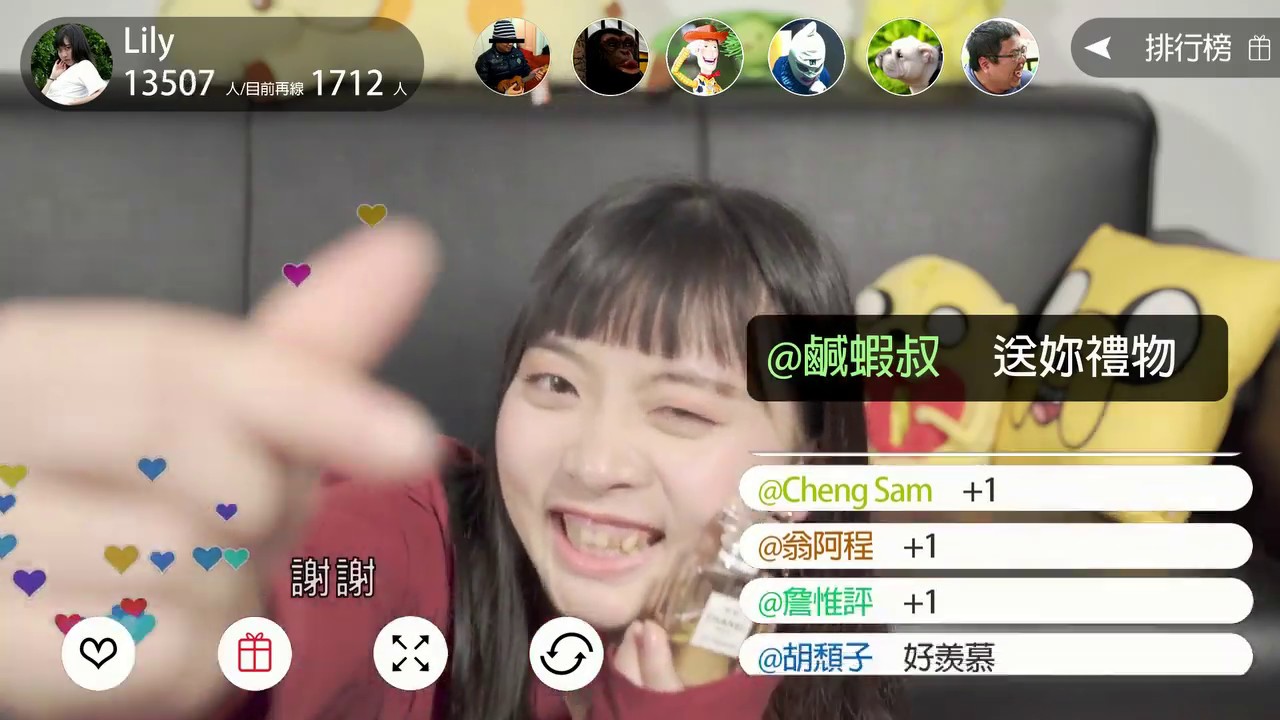 Lily
13507 人/目前再線 1712 人
排行榜
@鹹蝦叔 送妳禮物
@Cheng Sam +1
@翁阿程 +1
@詹惟評 +1
@胡頹子 好羨慕
謝謝
CHANEL